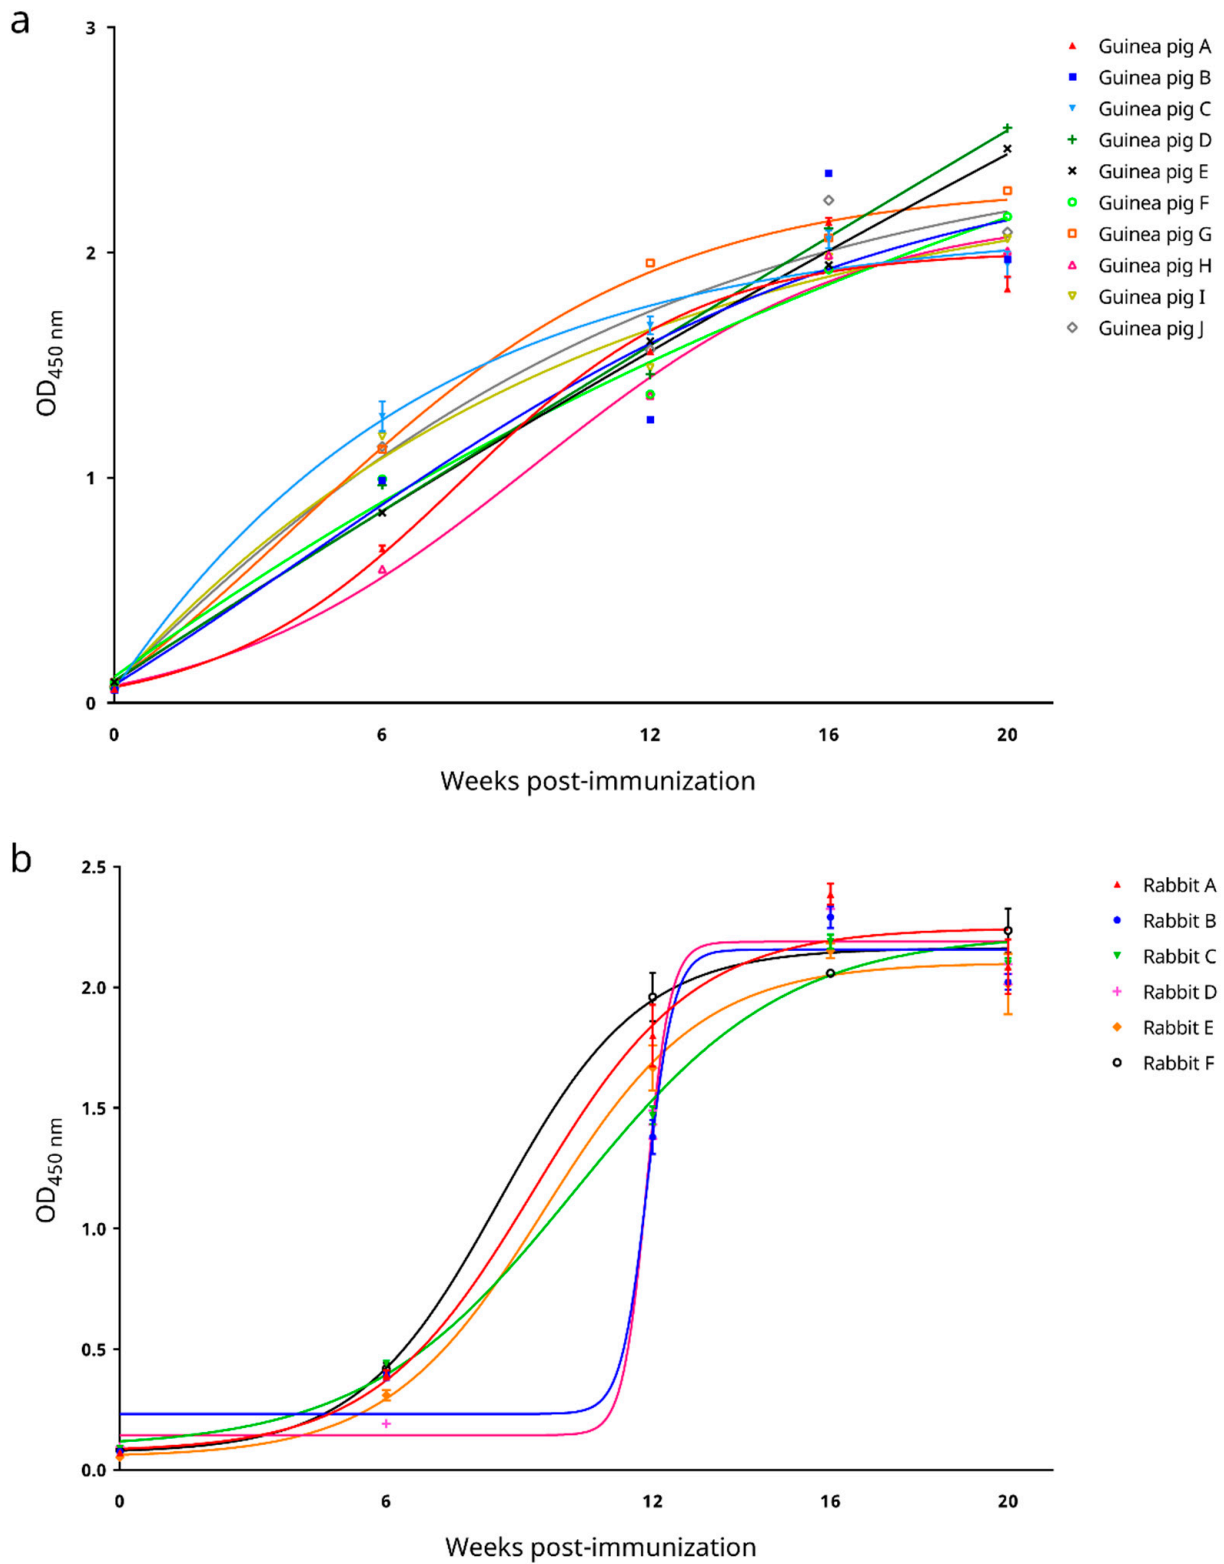 a
3
2
1
0
OD450 nm
0 6 12 16 20
Weeks post-immunization
Guinea pig A
Guinea pig B
Guinea pig C
Guinea pig D
Guinea pig E
Guinea pig F
Guinea pig G
Guinea pig H
Guinea pig I
Guinea pig J
b
2.5
2.0
1.5
1.0
0.5
0.0
OD450 nm
0 6 12 16 20
Weeks post-immunization
Rabbit A
Rabbit B
Rabbit C
Rabbit D
Rabbit E
Rabbit F